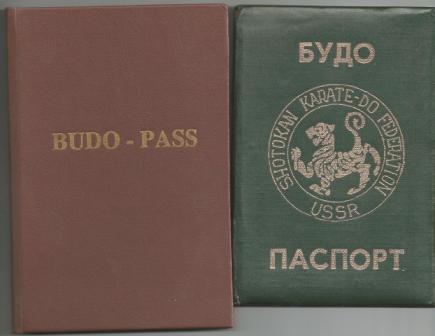 BUDO - PASS
БУДО
SHOTOKAN KARATE-DO FEDERATION
USSR
ПАСПОРТ